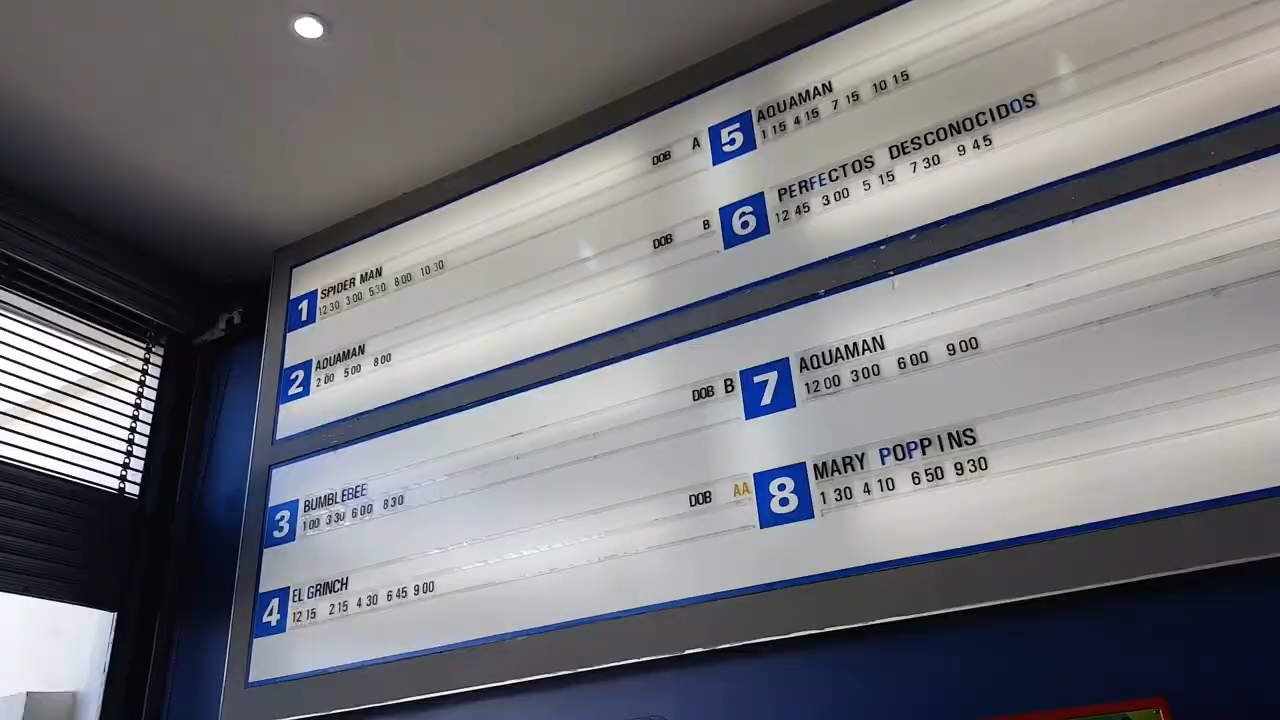 1 SPIDER MAN
12 30 3 00 5 30 8 00 10 30
DOB A
2 AQUAMAN
2 00 5 00 8 00
DOB B
3 BUMBLEBEE
1 00 3 30 6 00 8 30
DOB B
4 EL GRINCH
12 15 2 15 4 30 6 45 9 00
DOB AA
5 AQUAMAN
1 15 4 15 7 15 10 15
6 PERFECTOS DESCONOCIDOS
12 45 3 00 5 15 7 30 9 45
7 AQUAMAN
12 00 3 00 6 00 9 00
8 MARY POPPINS
1 30 4 10 6 50 9 30